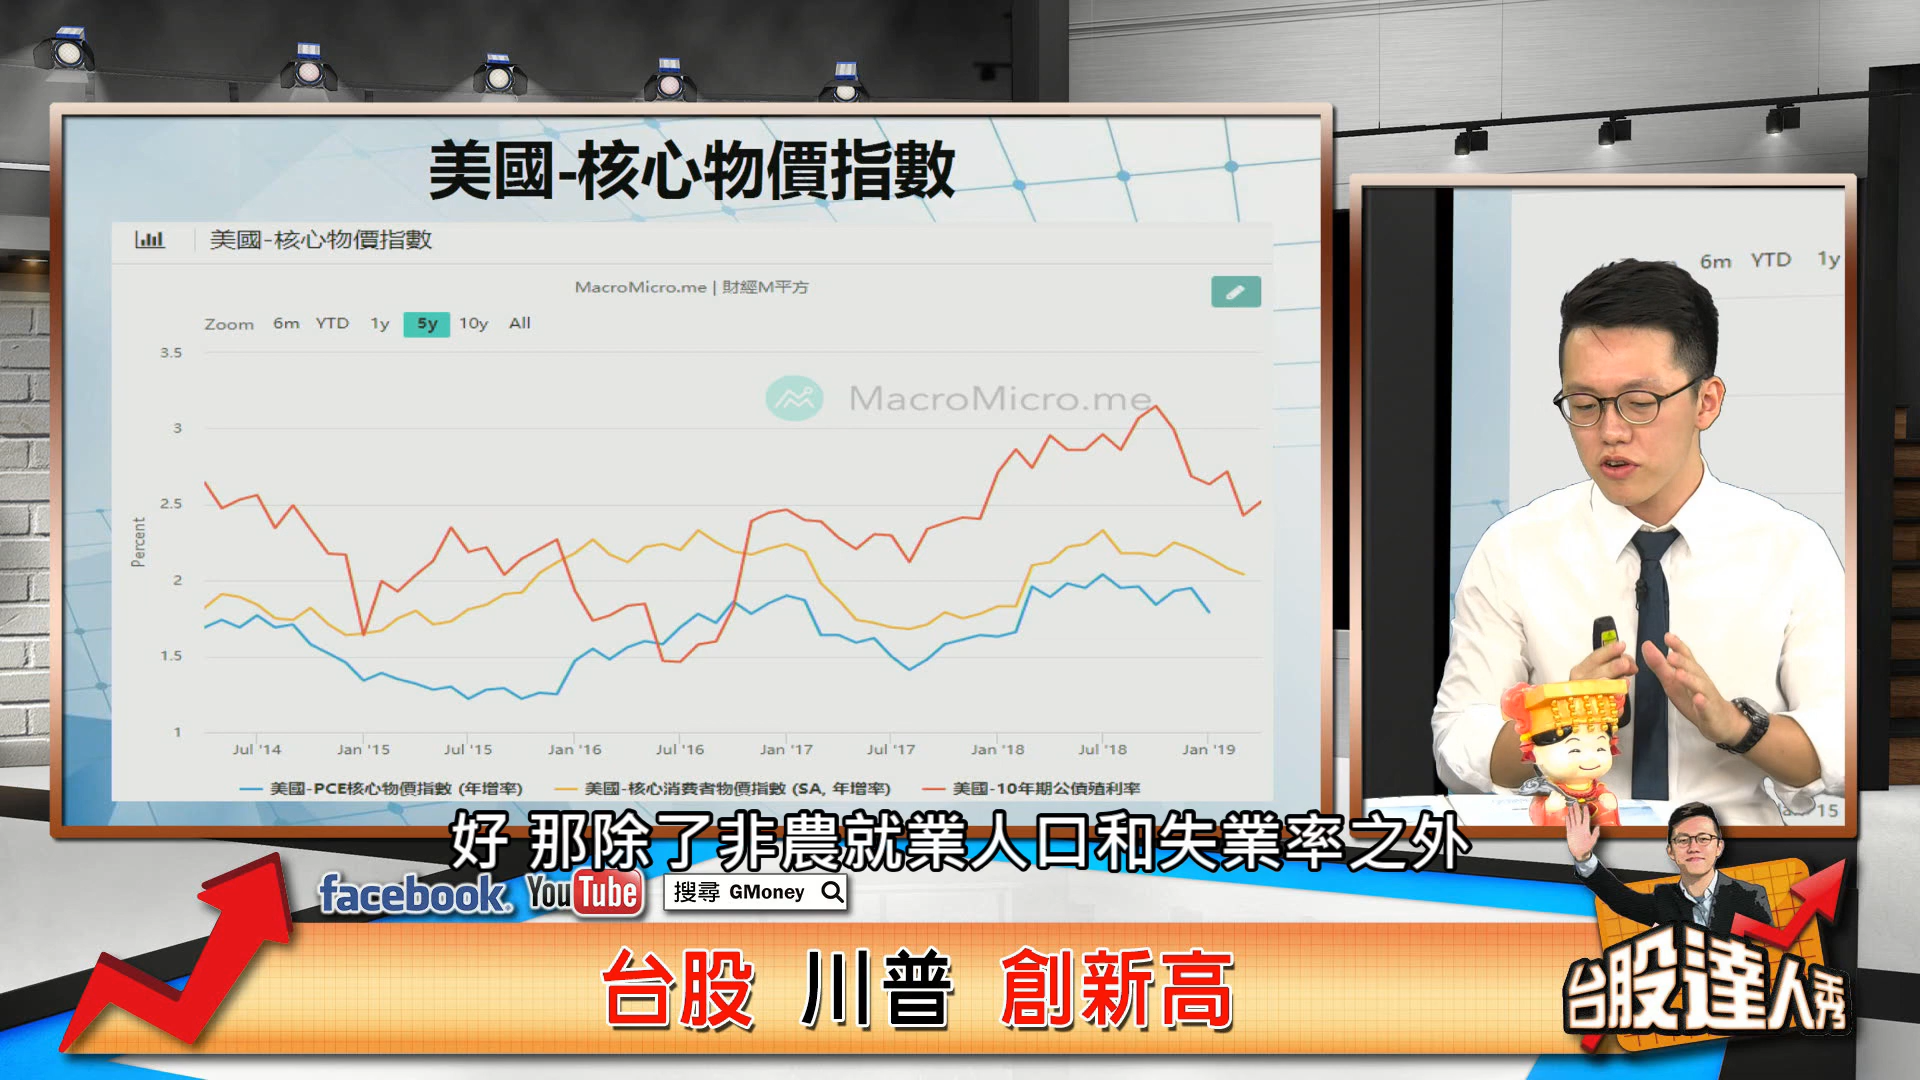 美國-核心物價指數
美國-核心物價指數
MacroMicro.me | 財經M平方
Zoom 6m YTD 1y 5y 10y All
MacroMicro.me
3.5
3
2.5
2
1.5
1
Percent
Jul '14 Jan '15 Jul '15 Jan '16 Jul '16 Jan '17 Jul '17 Jan '18 Jul '18 Jan '19
美國-PCE核心物價指數 (年增率) 美國-核心消費者物價指數 (SA, 年增率) 美國-10年期公債殖利率
6m YTD 1y
15
好 那除了非農就業人口和失業率之外
facebook. YouTube 搜尋 GMoney
台股 川普 創新高
台股達人秀